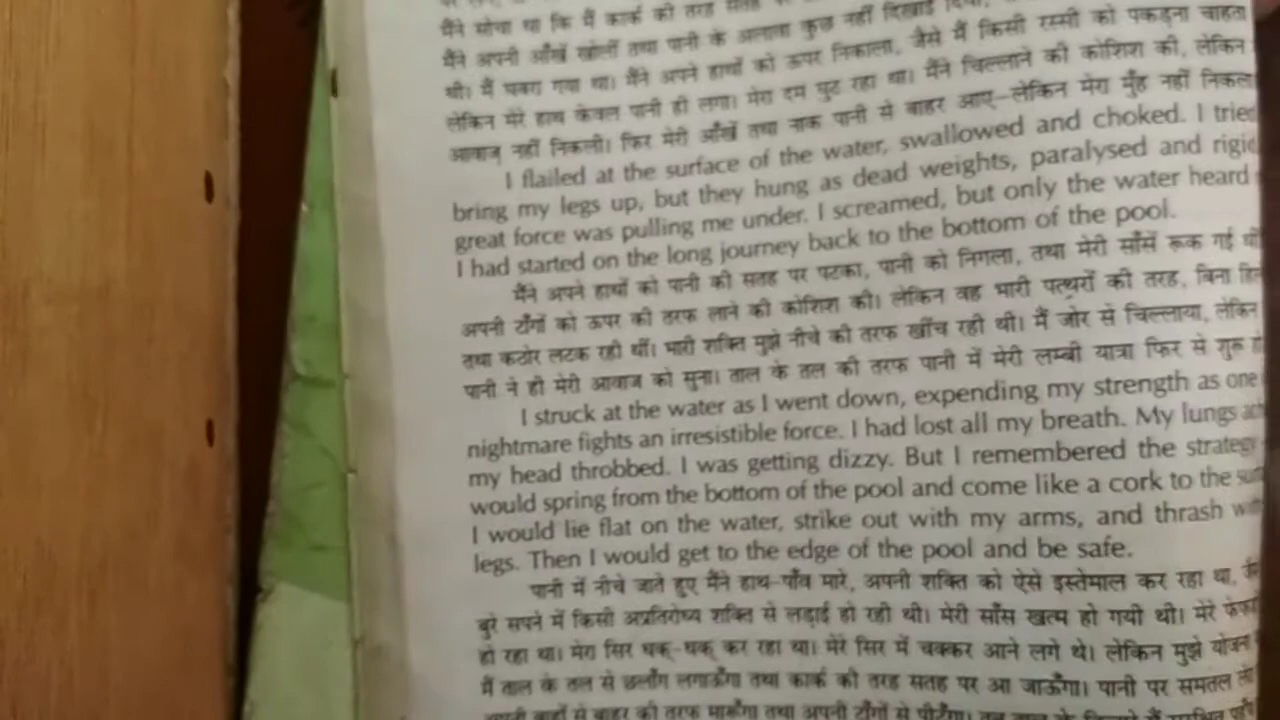 मैंने सोचा था कि मैं कार्क की तरह सतह पर
मैंने अपनी आँखें खोलीं तथा पानी के अलावा कुछ नहीं दिखाई दिया,
थी। मैं घबरा गया था। मैंने अपने हाथों को ऊपर निकाला, जैसे मैं किसी रस्सी को पकड़ना चाहता
लेकिन मेरे हाथ केवल पानी ही लगा। मेरा दम घुट रहा था। मैंने चिल्लाने की कोशिश की, लेकिन
आवाज नहीं निकली। फिर मेरी आँखें तथा नाक पानी से बाहर आए–लेकिन मेरा मुँह नहीं निकला
I flailed at the surface of the water, swallowed and choked. I tried
bring my legs up, but they hung as dead weights, paralysed and rigid
great force was pulling me under. I screamed, but only the water heard
I had started on the long journey back to the bottom of the pool.
मैंने अपने हाथों को पानी की सतह पर पटका, पानी को निगला, तथा मेरी साँसें रूक गई थीं
अपनी टाँगों को ऊपर की तरफ लाने की कोशिश की। लेकिन वह भारी पत्थरों की तरह, बिना
तथा कठोर लटक रही थीं। भारी शक्ति मुझे नीचे की तरफ खींच रही थी। मैं जोर से चिल्लाया, लेकिन
पानी ने ही मेरी आवाज को सुना। ताल के तल की तरफ पानी में मेरी लम्बी यात्रा फिर से शुरू
I struck at the water as I went down, expending my strength as one
nightmare fights an irresistible force. I had lost all my breath. My lungs
my head throbbed. I was getting dizzy. But I remembered the strategy
would spring from the bottom of the pool and come like a cork to the
I would lie flat on the water, strike out with my arms, and thrash
legs. Then I would get to the edge of the pool and be safe.
पानी में नीचे जाते हुए मैंने हाथ-पाँव मारे, अपनी शक्ति को ऐसे इस्तेमाल कर रहा था,
बुरे सपने में किसी अप्रतिरोध्य शक्ति से लड़ाई हो रही थी। मेरी साँस खत्म हो गयी थी। मेरे
हो रहा था। मेरा सिर धक्-धक् कर रहा था। मेरे सिर में चक्कर आने लगे थे। लेकिन मुझे
मैं ताल के तल से छलाँग लगाऊँगा तथा कार्क की तरह सतह पर आ जाऊँगा। पानी पर समतल
अपनी बाहों से बाहर की तरफ मारूँगा तथा अपनी टाँगों से पीटूँगा।